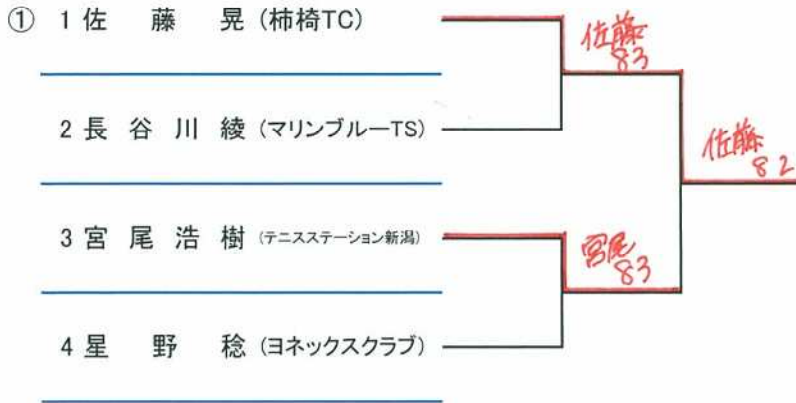 ① 1 佐藤晃 (柿崎TC)
佐藤
83
2 長谷川綾 (マリンブルーTS)
佐藤
82
3 宮尾浩樹 (テニスステーション新潟)
宮尾
83
4 星野稔 (ヨネックスクラブ)